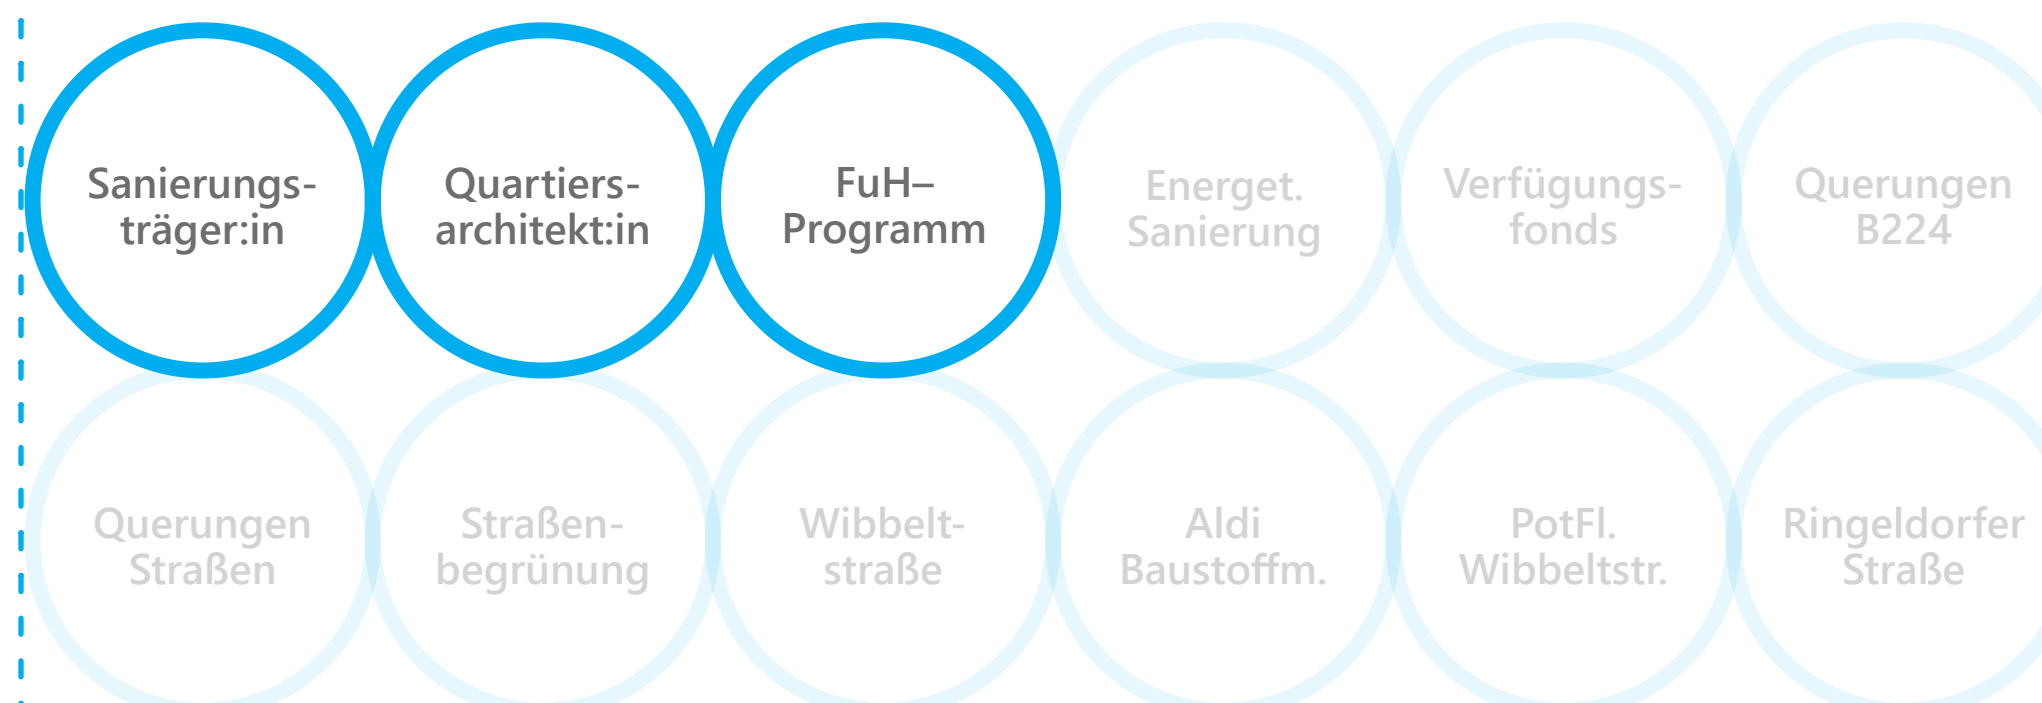 Sanierungs-
träger:in
Quartiers-
architekt:in
FuH–
Programm
Energet.
Sanierung
Verfügungs-
fonds
Querungen
B224
Querungen
Straßen
Straßen-
begrünung
Wibbelt-
straße
Aldi
Baustoffm.
PotFl.
Wibbeltstr.
Ringeldorfer
Straße